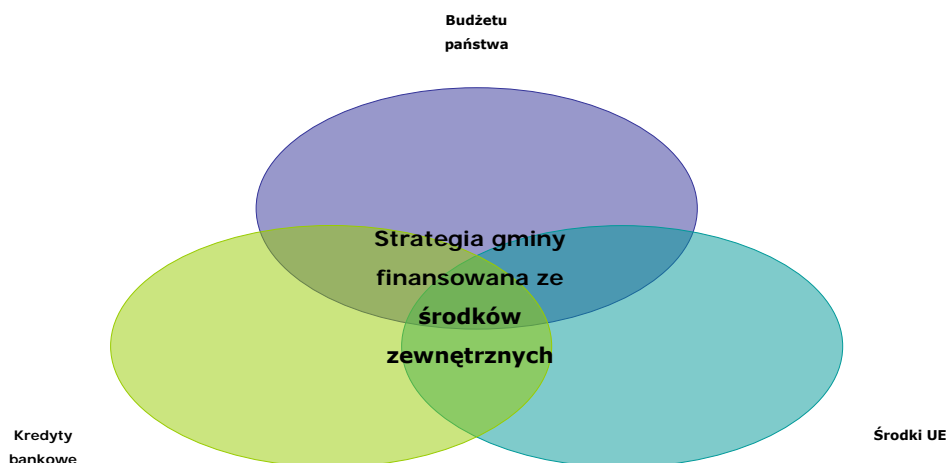 Budżetu
państwa
Strategia gminy
finansowana ze
środków
zewnętrznych
Kredyty
bankowe
Środki UE